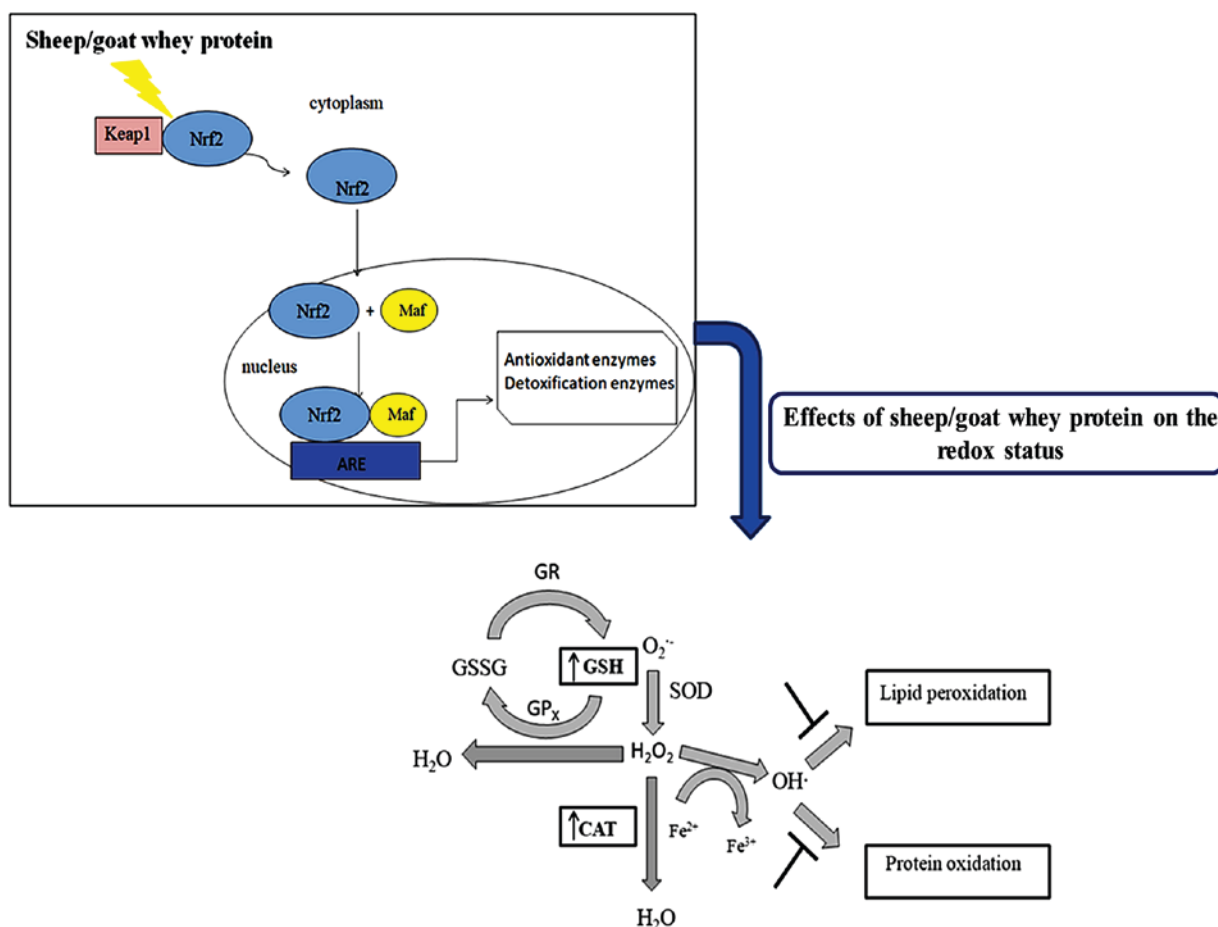 Sheep/goat whey protein
cytoplasm
Keap1
Nrf2
Nrf2
Nrf2
+
Maf
nucleus
Antioxidant enzymes
Detoxification enzymes
Nrf2
Maf
ARE
Effects of sheep/goat whey protein on the
redox status
GR
GSSG
↑GSH
O₂·-
SOD
GPₓ
Lipid peroxidation
H₂O
H₂O₂
OH·
↑CAT
Fe²⁺
Fe³⁺
Protein oxidation
H₂O